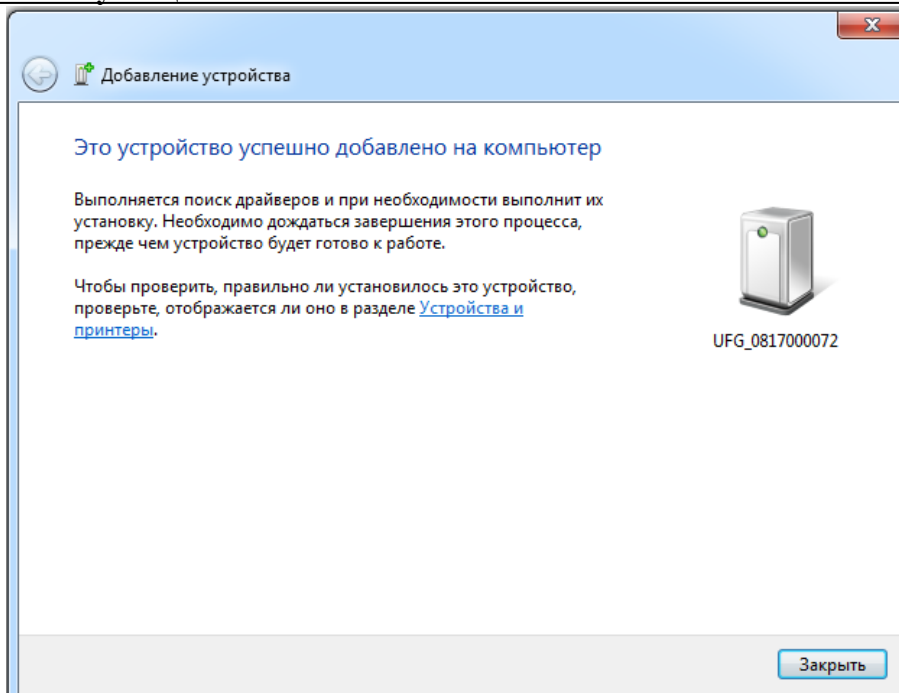 Добавление устройства
Это устройство успешно добавлено на компьютер
Выполняется поиск драйверов и при необходимости выполнит их
установку. Необходимо дождаться завершения этого процесса,
прежде чем устройство будет готово к работе.
Чтобы проверить, правильно ли установилось это устройство,
проверьте, отображается ли оно в разделе Устройства и
принтеры.
UFG_0817000072
Закрыть